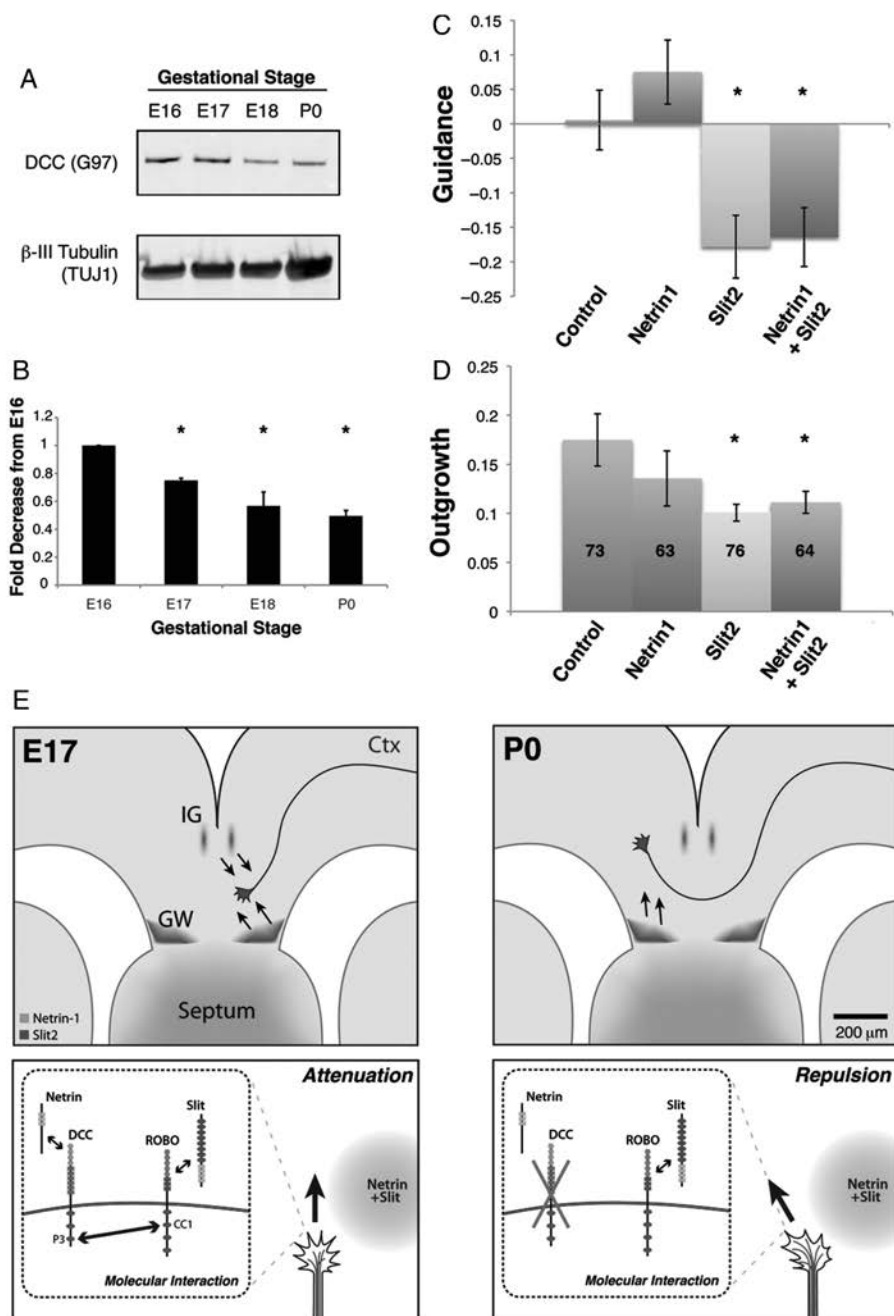 A
Gestational Stage
E16 E17 E18 P0
DCC (G97)
β-III Tubulin
(TUJ1)
B
Fold Decrease from E16
1.2
1
0.8
0.6
0.4
0.2
0
* * *
E16 E17 E18 P0
Gestational Stage
C
Guidance
0.15
0.1
0.05
0
−0.05
−0.1
−0.15
−0.2
−0.25
* *
Control
Netrin1
Slit2
Netrin1
+ Slit2
D
Outgrowth
0.2
0.15
0.1
0.05
0
* *
73 63 76 64
Control
Netrin1
Slit2
Netrin1
+ Slit2
E
E17
Ctx
IG
GW
Septum
Netrin-1
Slit2
P0
200 μm
Attenuation
Netrin
DCC
ROBO
Slit
P3
CC1
Molecular Interaction
Netrin
+Slit
Repulsion
Netrin
DCC
ROBO
Slit
Molecular Interaction
Netrin
+Slit